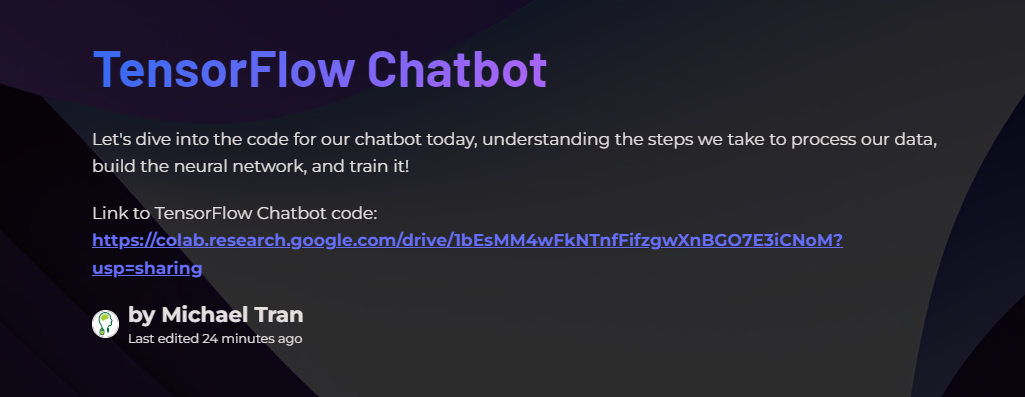 TensorFlow Chatbot
Let's dive into the code for our chatbot today, understanding the steps we take to process our data,
build the neural network, and train it!
Link to TensorFlow Chatbot code:
https://colab.research.google.com/drive/1bEsMM4wFkNTnfFifzgwXnBGO7E3iCNoM?
usp=sharing
by Michael Tran
Last edited 24 minutes ago